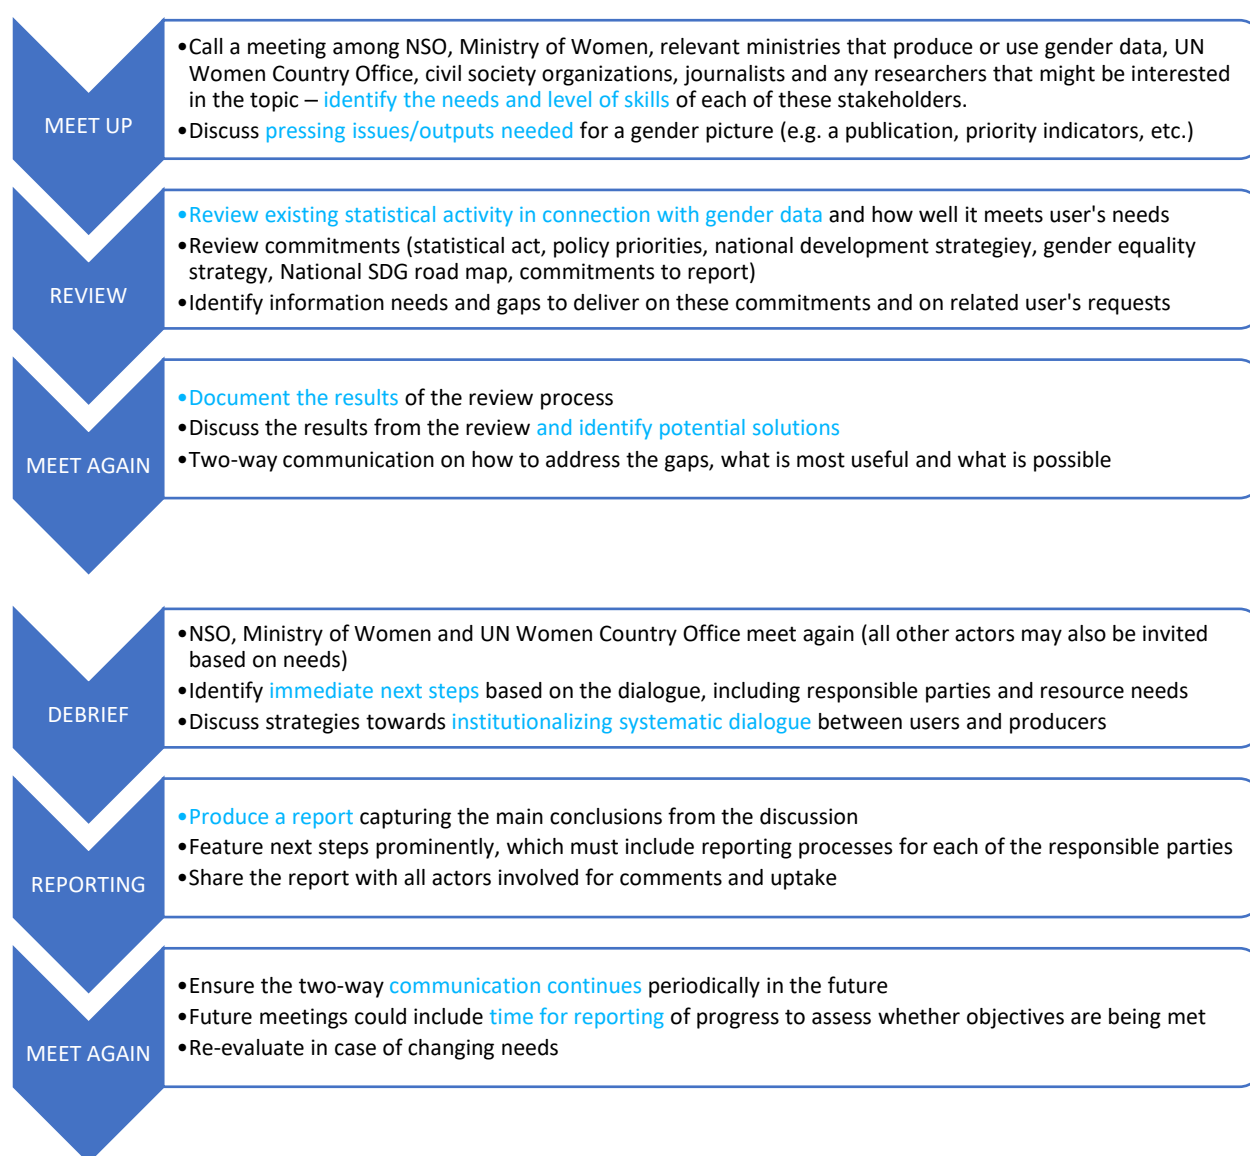 MEET UP
•Call a meeting among NSO, Ministry of Women, relevant ministries that produce or use gender data, UN
Women Country Office, civil society organizations, journalists and any researchers that might be interested
in the topic – identify the needs and level of skills of each of these stakeholders.
•Discuss pressing issues/outputs needed for a gender picture (e.g. a publication, priority indicators, etc.)
REVIEW
•Review existing statistical activity in connection with gender data and how well it meets user's needs
•Review commitments (statistical act, policy priorities, national development strategiey, gender equality
strategy, National SDG road map, commitments to report)
•Identify information needs and gaps to deliver on these commitments and on related user's requests
MEET AGAIN
•Document the results of the review process
•Discuss the results from the review and identify potential solutions
•Two-way communication on how to address the gaps, what is most useful and what is possible
DEBRIEF
•NSO, Ministry of Women and UN Women Country Office meet again (all other actors may also be invited
based on needs)
•Identify immediate next steps based on the dialogue, including responsible parties and resource needs
•Discuss strategies towards institutionalizing systematic dialogue between users and producers
REPORTING
•Produce a report capturing the main conclusions from the discussion
•Feature next steps prominently, which must include reporting processes for each of the responsible parties
•Share the report with all actors involved for comments and uptake
MEET AGAIN
•Ensure the two-way communication continues periodically in the future
•Future meetings could include time for reporting of progress to assess whether objectives are being met
•Re-evaluate in case of changing needs